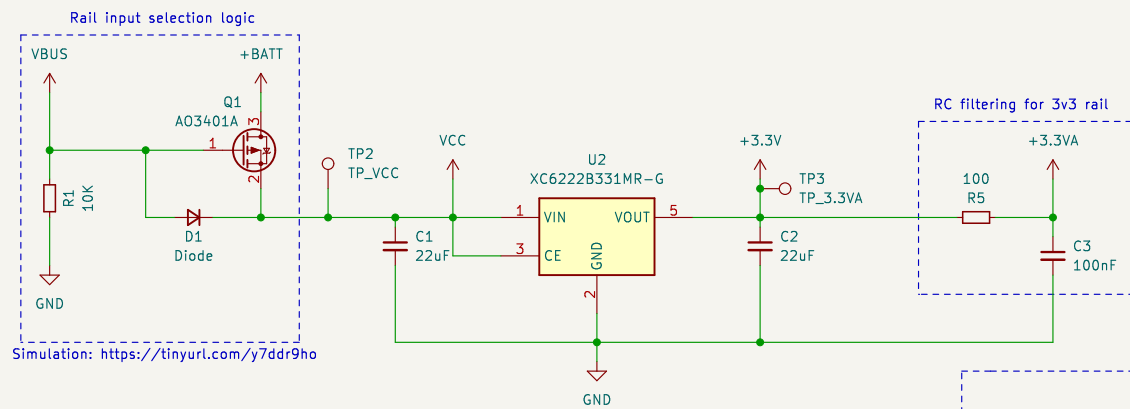 Rail input selection logic
VBUS
+BATT
Q1
AO3401A
3
1
2
R1
10K
D1
Diode
GND
Simulation: https://tinyurl.com/y7ddr9ho
TP2
TP_VCC
VCC
C1
22uF
U2
XC6222B331MR-G
1
VIN
VOUT
5
3
CE
GND
2
GND
+3.3V
TP3
TP_3.3VA
C2
22uF
RC filtering for 3v3 rail
+3.3VA
100
R5
C3
100nF